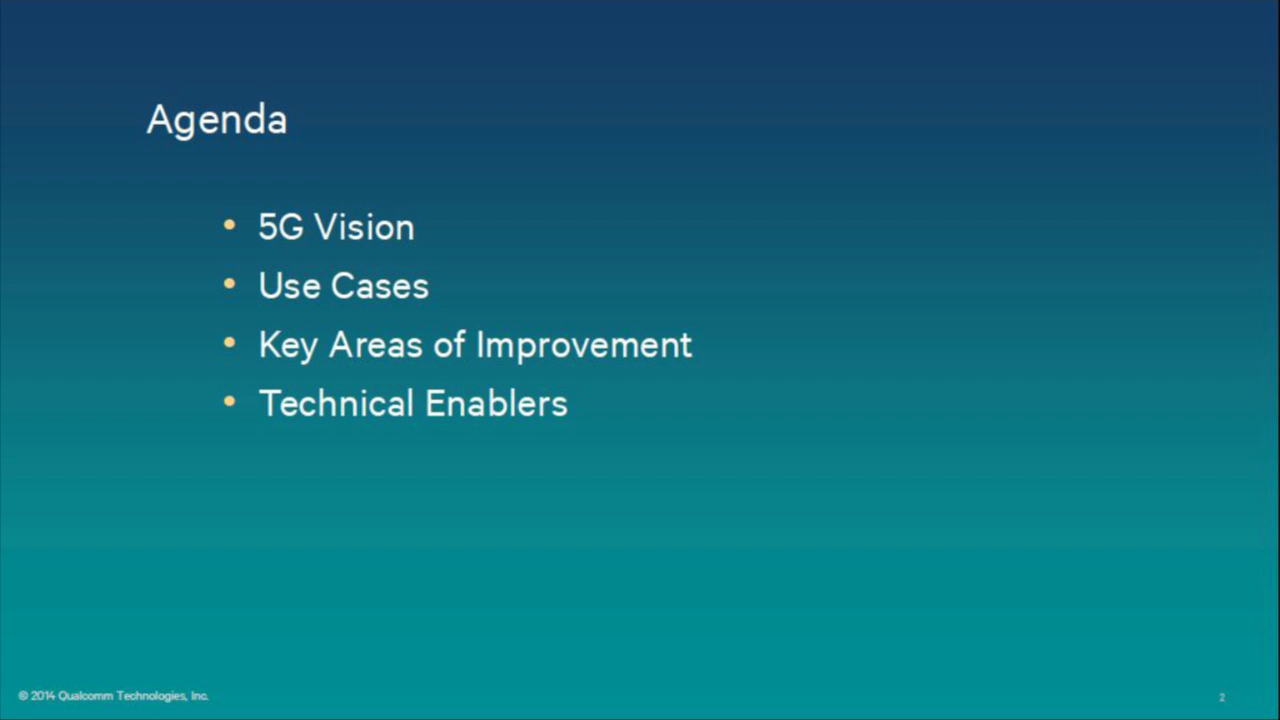 Agenda
• 5G Vision
• Use Cases
• Key Areas of Improvement
• Technical Enablers
© 2014 Qualcomm Technologies, Inc.
2